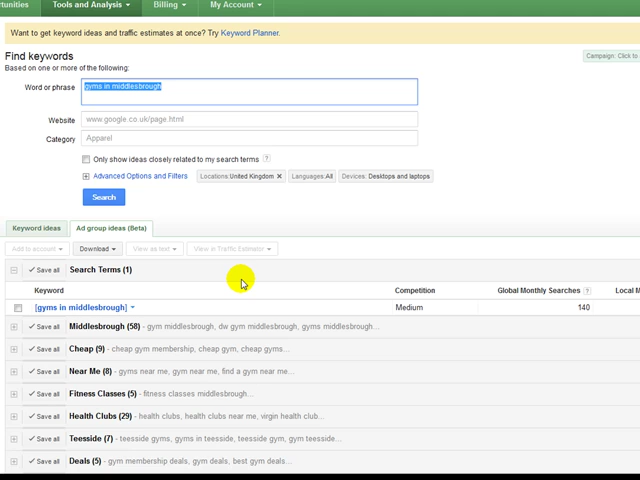 rtunities Tools and Analysis Billing My Account
Want to get keyword ideas and traffic estimates at once? Try Keyword Planner.
Find keywords
Campaign: Click to
Based on one or more of the following:
Word or phrase gyms in middlesbrough
Website www.google.co.uk/page.html
Category Apparel
Only show ideas closely related to my search terms ?
Advanced Options and Filters Locations: United Kingdom × Languages: All Devices: Desktops and laptops
Search
Keyword ideas Ad group ideas (Beta)
Add to account Download View as text View in Traffic Estimator
Save all Search Terms (1)
Keyword Competition Global Monthly Searches ? Local M
[gyms in middlesbrough] Medium 140
Save all Middlesbrough (58) - gym middlesbrough, dw gym middlesbrough, gyms middlesbrough...
Save all Cheap (9) - cheap gym membership, cheap gym, cheap gyms...
Save all Near Me (8) - gyms near me, gym near me, find a gym near me...
Save all Fitness Classes (5) - fitness classes middlesbrough...
Save all Health Clubs (29) - health clubs, health clubs near me, virgin health club...
Save all Teesside (7) - teesside gyms, gyms in teesside, teesside gym, gym teesside...
Save all Deals (5) - gym membership deals, gym deals, best gym deals...